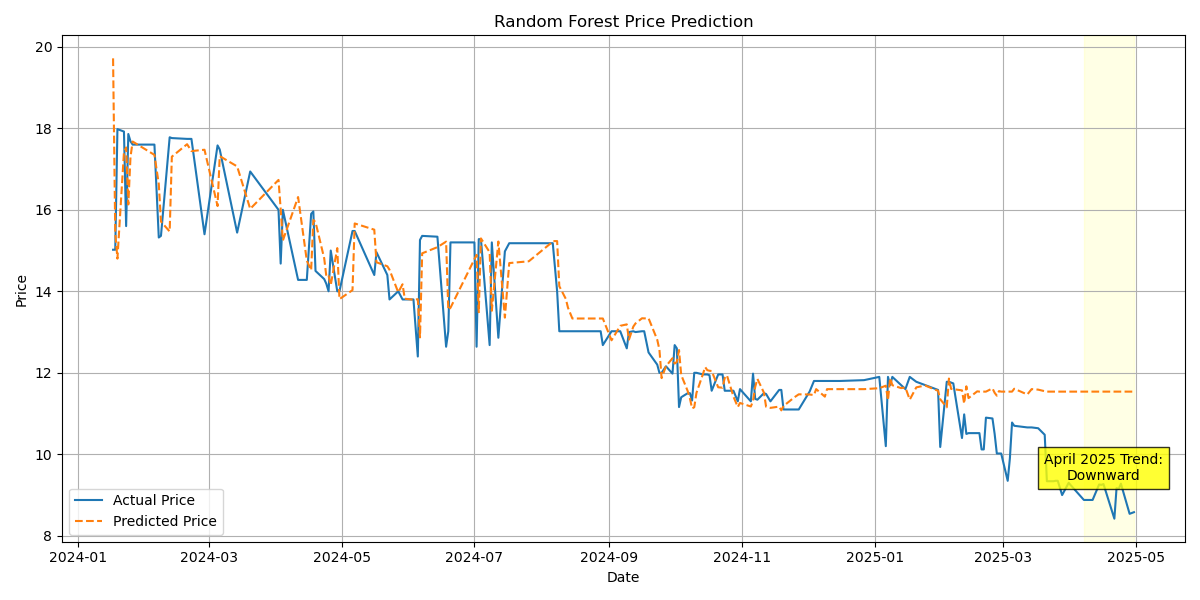 Random Forest Price Prediction
Price
20
18
16
14
12
10
8
April 2025 Trend:
Downward
Actual Price
Predicted Price
2024-01
2024-03
2024-05
2024-07
2024-09
2024-11
2025-01
2025-03
2025-05
Date